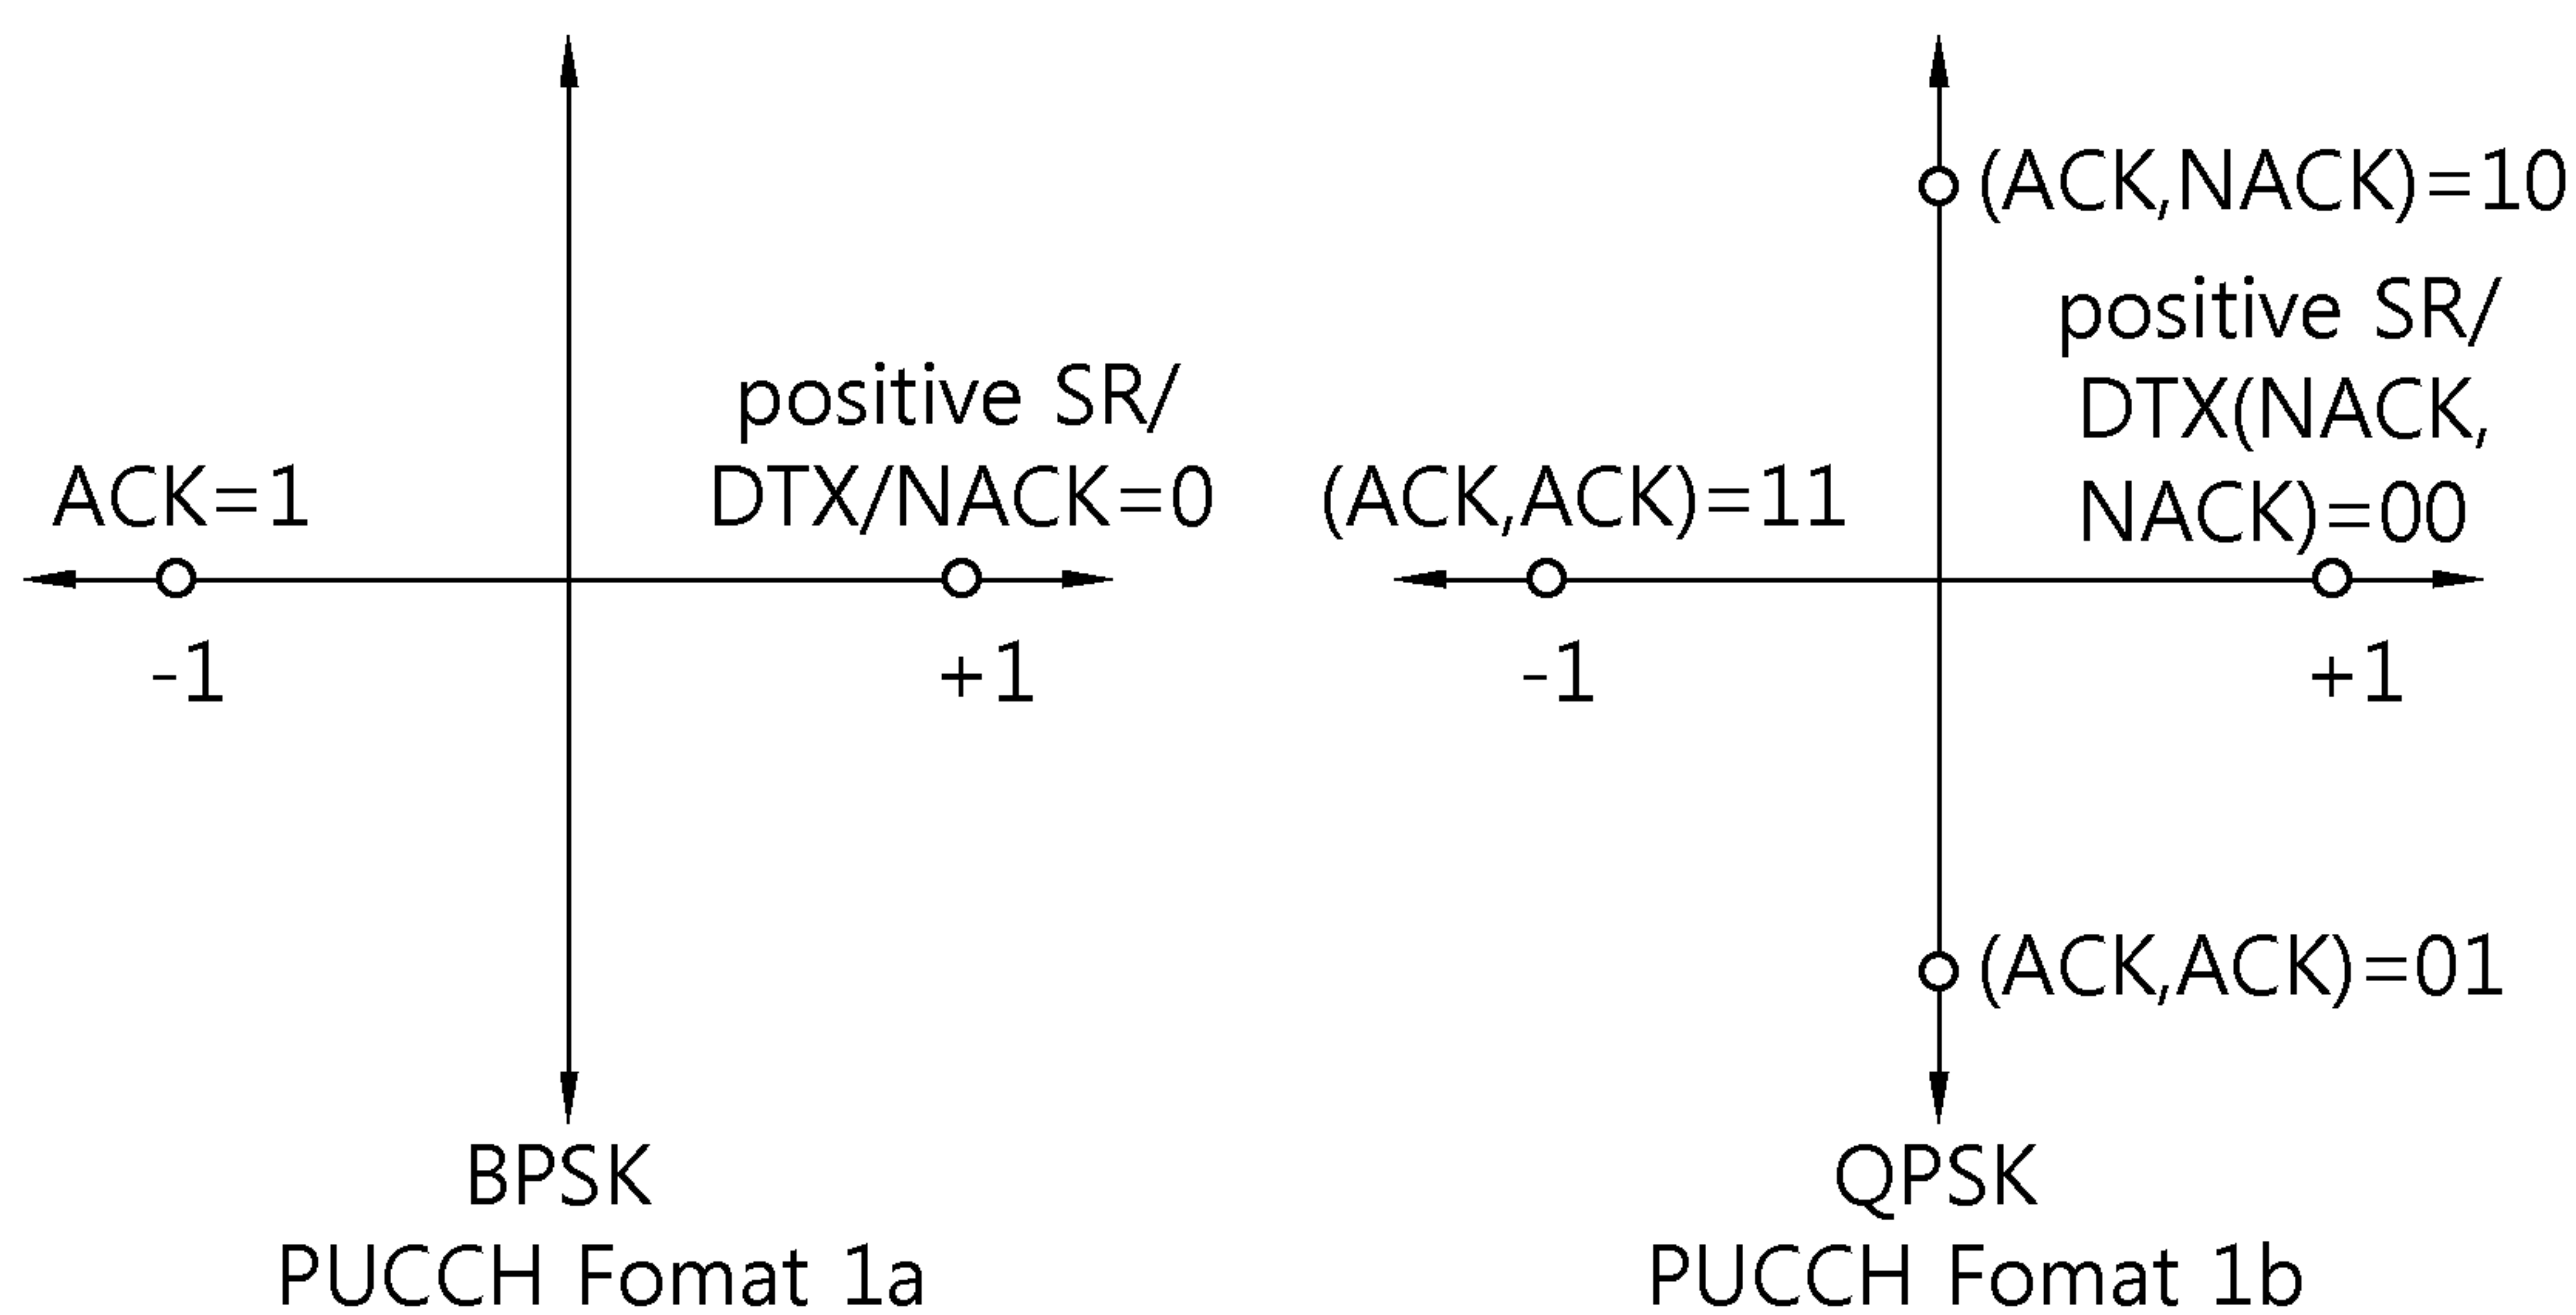 positive SR/
DTX/NACK=0
ACK=1
-1
+1
BPSK
PUCCH Fomat 1a
(ACK,NACK)=10
positive SR/
DTX(NACK,
NACK)=00
(ACK,ACK)=11
-1
+1
(ACK,ACK)=01
QPSK
PUCCH Fomat 1b